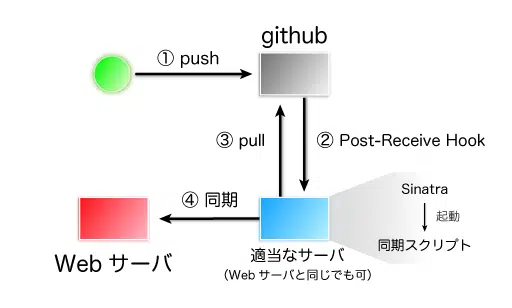 github
① push
③ pull
② Post-Receive Hook
④ 同期
Sinatra
起動
同期スクリプト
Web サーバ
適当なサーバ
（Web サーバと同じでも可）